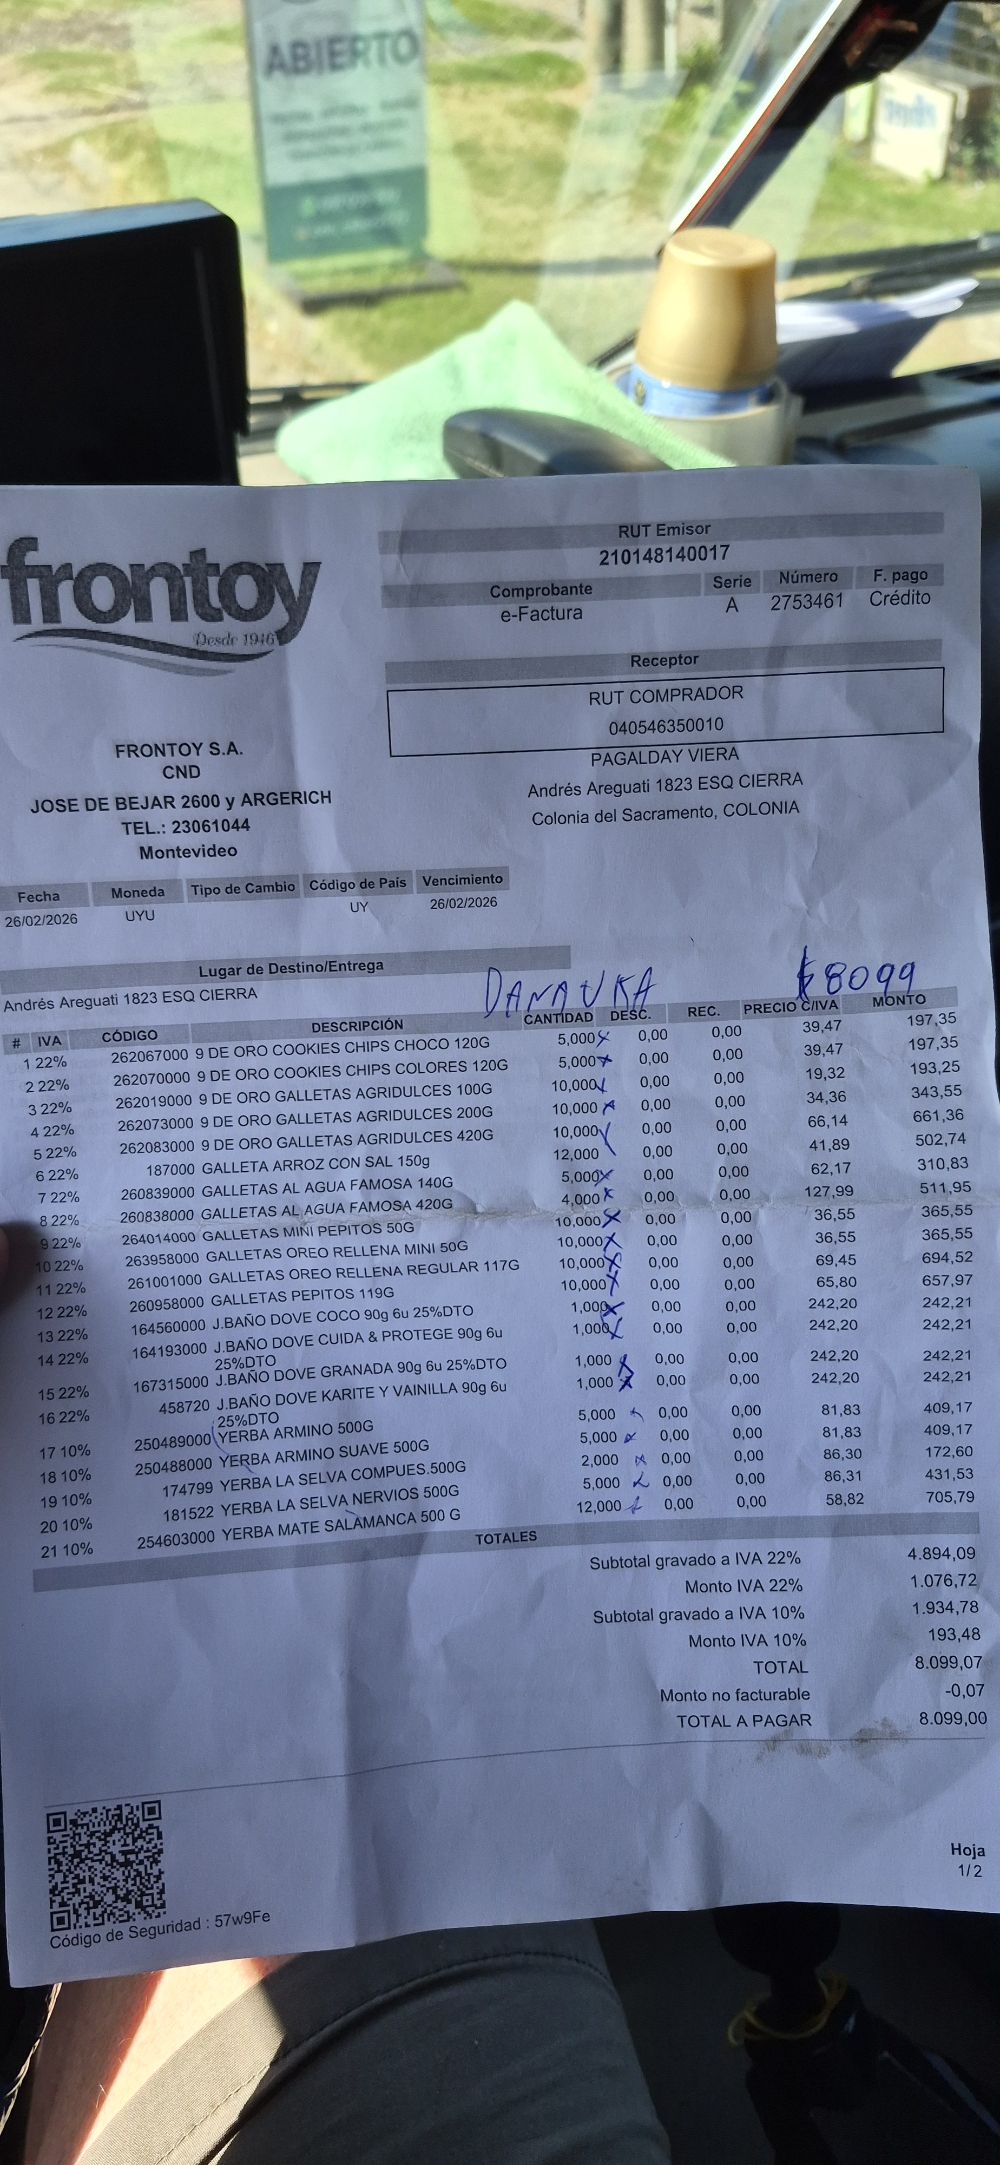 ABIERTO
frontoy
Desde 1946
RUT Emisor
210148140017
Comprobante Serie Número F. pago
e-Factura A 2753461 Crédito
Receptor
RUT COMPRADOR
040546350010
PAGALDAY VIERA
Andrés Areguati 1823 ESQ CIERRA
Colonia del Sacramento, COLONIA
FRONTOY S.A.
CND
JOSE DE BEJAR 2600 y ARGERICH
TEL.: 23061044
Montevideo
Fecha Moneda Tipo de Cambio Código de País Vencimiento
26/02/2026 UYU UY 26/02/2026
Lugar de Destino/Entrega
Andrés Areguati 1823 ESQ CIERRA
DANAUKA $8099
# IVA CÓDIGO DESCRIPCIÓN CANTIDAD DESC. REC. PRECIO C/IVA MONTO
1 22% 262067000 9 DE ORO COOKIES CHIPS CHOCO 120G 5,000 0,00 0,00 39,47 197,35
2 22% 262070000 9 DE ORO COOKIES CHIPS COLORES 120G 5,000 0,00 0,00 39,47 197,35
3 22% 262019000 9 DE ORO GALLETAS AGRIDULCES 100G 10,000 0,00 0,00 19,32 193,25
4 22% 262073000 9 DE ORO GALLETAS AGRIDULCES 200G 10,000 0,00 0,00 34,36 343,55
5 22% 262083000 9 DE ORO GALLETAS AGRIDULCES 420G 10,000 0,00 0,00 66,14 661,36
6 22% 187000 GALLETA ARROZ CON SAL 150g 12,000 0,00 0,00 41,89 502,74
7 22% 260839000 GALLETAS AL AGUA FAMOSA 140G 5,000 0,00 0,00 62,17 310,83
8 22% 260838000 GALLETAS AL AGUA FAMOSA 420G 4,000 0,00 0,00 127,99 511,95
9 22% 264014000 GALLETAS MINI PEPITOS 50G 10,000 0,00 0,00 36,55 365,55
10 22% 263958000 GALLETAS OREO RELLENA MINI 50G 10,000 0,00 0,00 36,55 365,55
11 22% 261001000 GALLETAS OREO RELLENA REGULAR 117G 10,000 0,00 0,00 69,45 694,52
12 22% 260958000 GALLETAS PEPITOS 119G 10,000 0,00 0,00 65,80 657,97
13 22% 164560000 J.BAÑO DOVE COCO 90g 6u 25%DTO 1,000 0,00 0,00 242,20 242,21
14 22% 164193000 J.BAÑO DOVE CUIDA & PROTEGE 90g 6u 1,000 0,00 0,00 242,20 242,21
25%DTO
15 22% 167315000 J.BAÑO DOVE GRANADA 90g 6u 25%DTO 1,000 0,00 0,00 242,20 242,21
16 22% 458720 J.BAÑO DOVE KARITE Y VAINILLA 90g 6u 1,000 0,00 0,00 242,20 242,21
25%DTO
17 10% 250489000 YERBA ARMINO 500G 5,000 0,00 0,00 81,83 409,17
18 10% 250488000 YERBA ARMINO SUAVE 500G 5,000 0,00 0,00 81,83 409,17
19 10% 174799 YERBA LA SELVA COMPUES.500G 2,000 0,00 0,00 86,30 172,60
20 10% 181522 YERBA LA SELVA NERVIOS 500G 5,000 0,00 0,00 86,31 431,53
21 10% 254603000 YERBA MATE SALAMANCA 500 G 12,000 0,00 0,00 58,82 705,79
TOTALES
Subtotal gravado a IVA 22% 4.894,09
Monto IVA 22% 1.076,72
Subtotal gravado a IVA 10% 1.934,78
Monto IVA 10% 193,48
TOTAL 8.099,07
Monto no facturable -0,07
TOTAL A PAGAR 8.099,00
Hoja
1/2
Código de Seguridad : 57w9Fe